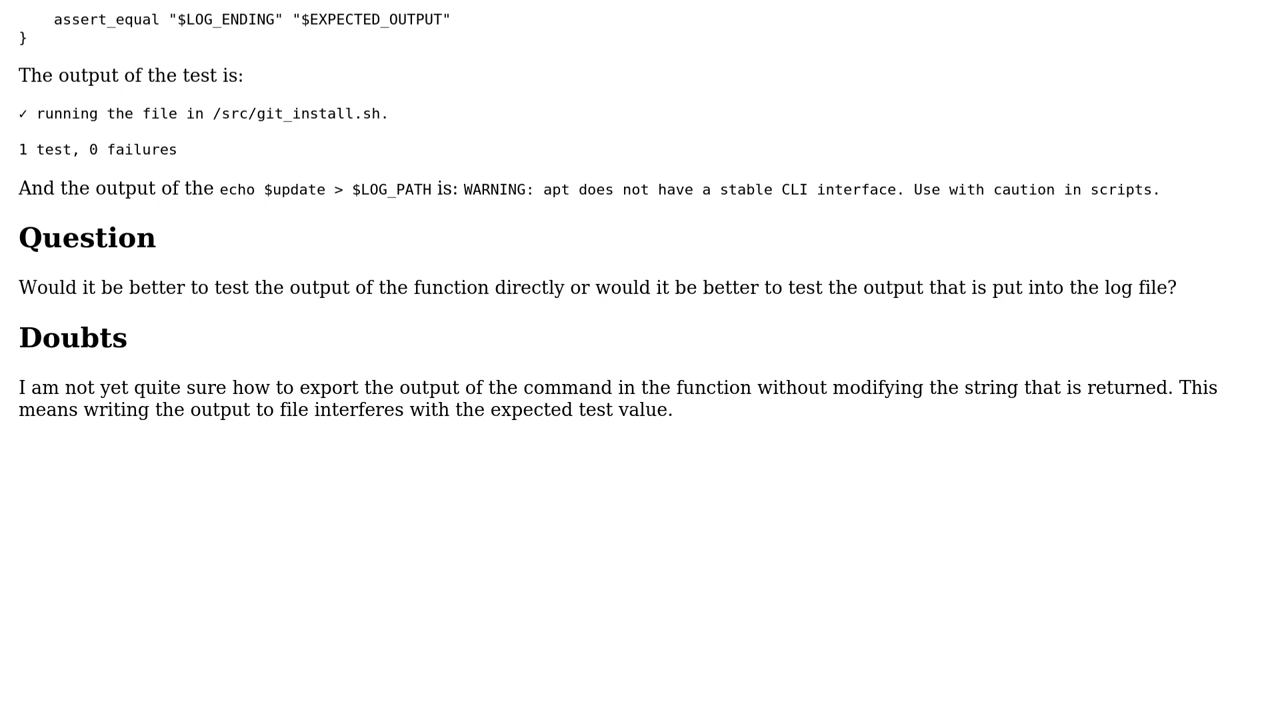 assert_equal "$LOG_ENDING" "$EXPECTED_OUTPUT"
}
The output of the test is:
✓ running the file in /src/git_install.sh.
1 test, 0 failures
And the output of the echo $update > $LOG_PATH is: WARNING: apt does not have a stable CLI interface. Use with caution in scripts.
Question
Would it be better to test the output of the function directly or would it be better to test the output that is put into the log file?
Doubts
I am not yet quite sure how to export the output of the command in the function without modifying the string that is returned. This
means writing the output to file interferes with the expected test value.